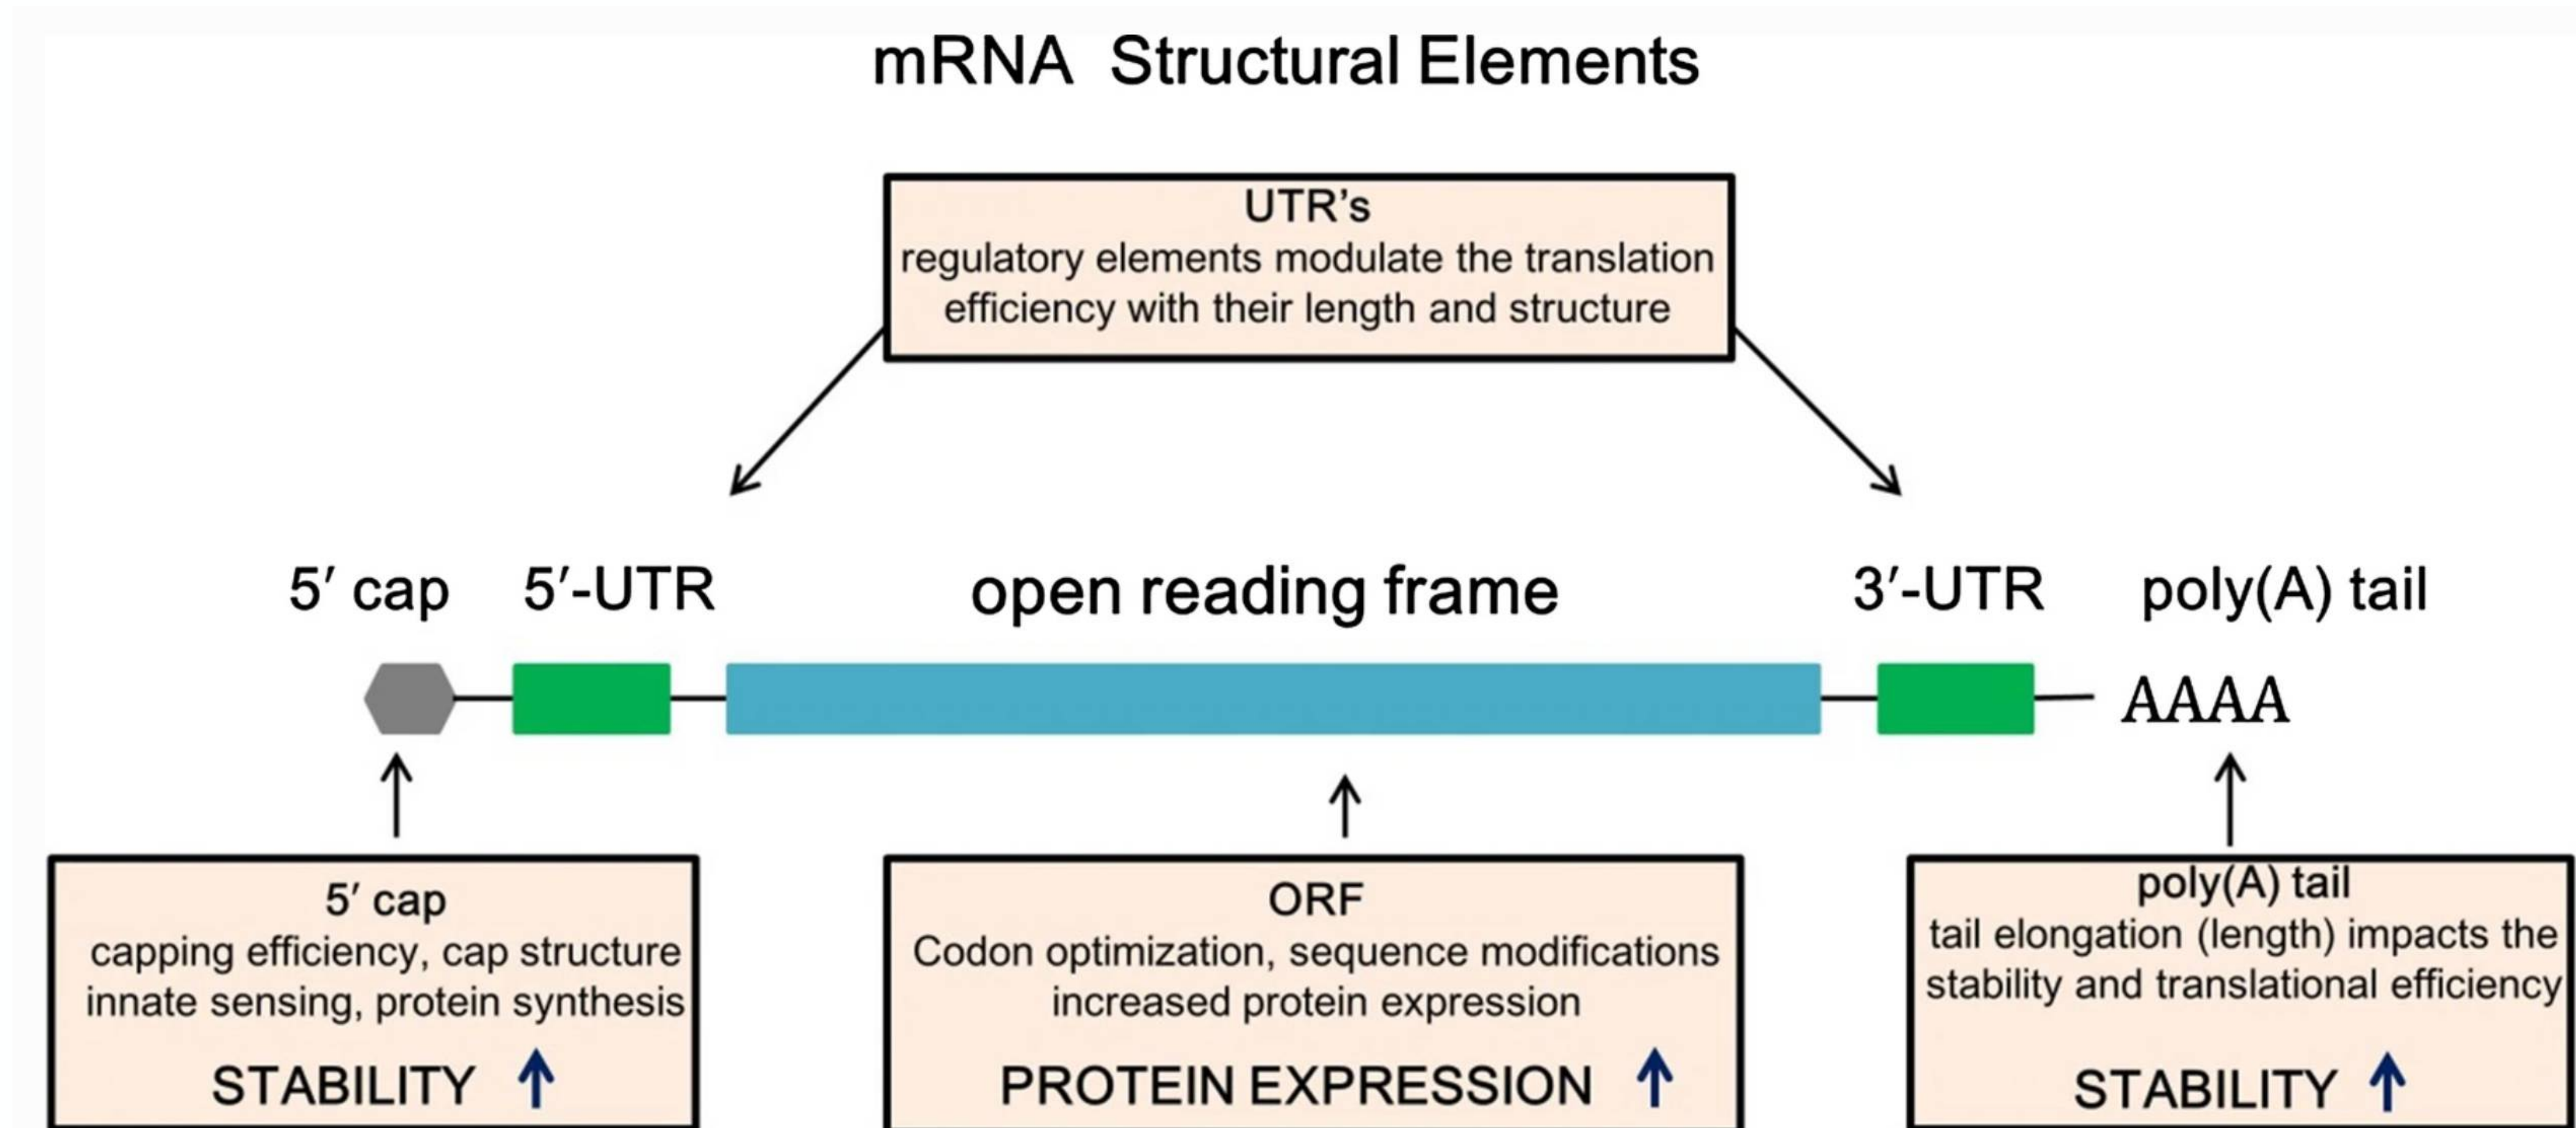 mRNA Structural Elements
UTR’s
regulatory elements modulate the translation
efficiency with their length and structure
5′ cap
5′-UTR
open reading frame
3′-UTR
poly(A) tail
AAAA
5′ cap
capping efficiency, cap structure
innate sensing, protein synthesis
STABILITY
ORF
Codon optimization, sequence modifications
increased protein expression
PROTEIN EXPRESSION
poly(A) tail
tail elongation (length) impacts the
stability and translational efficiency
STABILITY